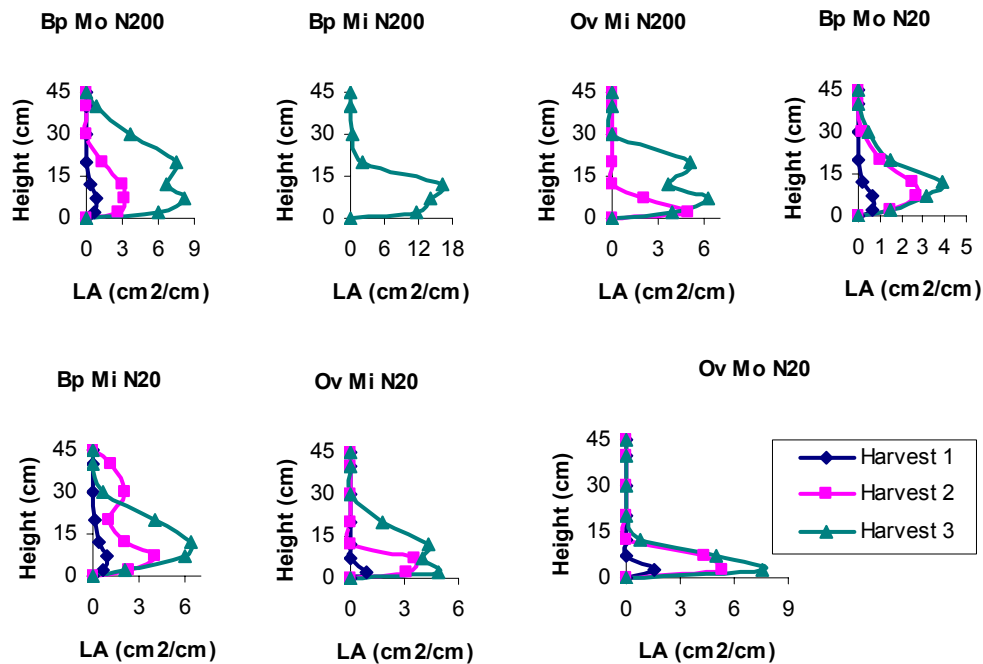 Bp Mo N200
Bp Mi N200
Ov Mi N200
Bp Mo N20
Height (cm)
45
30
15
0
0 3 6 9
LA (cm2/cm)
Height (cm)
45
30
15
0
0 6 12 18
LA (cm2/cm)
Height (cm)
45
30
15
0
0 3 6
LA (cm2/cm)
Height (cm)
45
30
15
0
0 1 2 3 4 5
LA (cm2/cm)
Bp Mi N20
Ov Mi N20
Ov Mo N20
Height (cm)
45
30
15
0
0 3 6
LA (cm2/cm)
Height (cm)
45
30
15
0
0 3 6
LA (cm2/cm)
Height (cm)
45
30
15
0
0 3 6 9
LA (cm2/cm)
Harvest 1
Harvest 2
Harvest 3